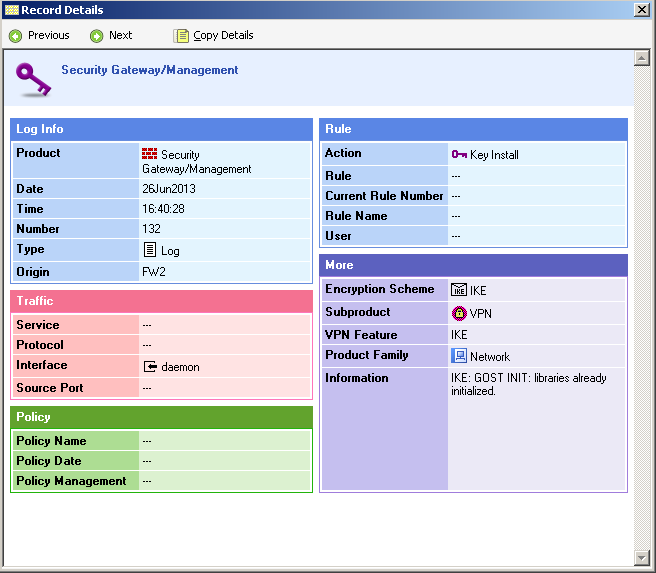 Record Details
Previous Next Copy Details
Security Gateway/Management
Log Info
Product Security
Gateway/Management
Date 26Jun2013
Time 16:40:28
Number 132
Type Log
Origin FW2
Traffic
Service ---
Protocol ---
Interface daemon
Source Port ---
Policy
Policy Name ---
Policy Date ---
Policy Management ---
Rule
Action Key Install
Rule ---
Current Rule Number ---
Rule Name ---
User ---
More
Encryption Scheme IKE IKE
Subproduct VPN
VPN Feature IKE
Product Family Network
Information IKE: GOST INIT: libraries already
initialized.